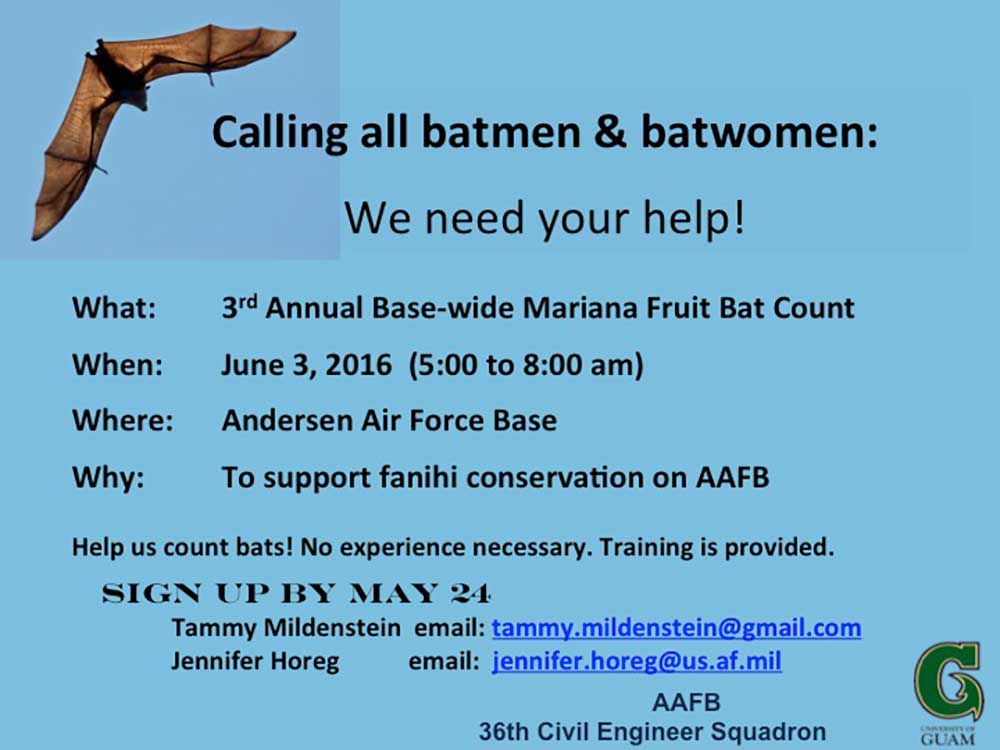 Calling all batmen & batwomen:
We need your help!
What: 3rd Annual Base-wide Mariana Fruit Bat Count
When: June 3, 2016 (5:00 to 8:00 am)
Where: Andersen Air Force Base
Why: To support fanihi conservation on AAFB
Help us count bats! No experience necessary. Training is provided.
SIGN UP BY MAY 24
Tammy Mildenstein email: tammy.mildenstein@gmail.com
Jennifer Horeg email: jennifer.horeg@us.af.mil
AAFB
36th Civil Engineer Squadron
G
UNIVERSITY OF
GUAM